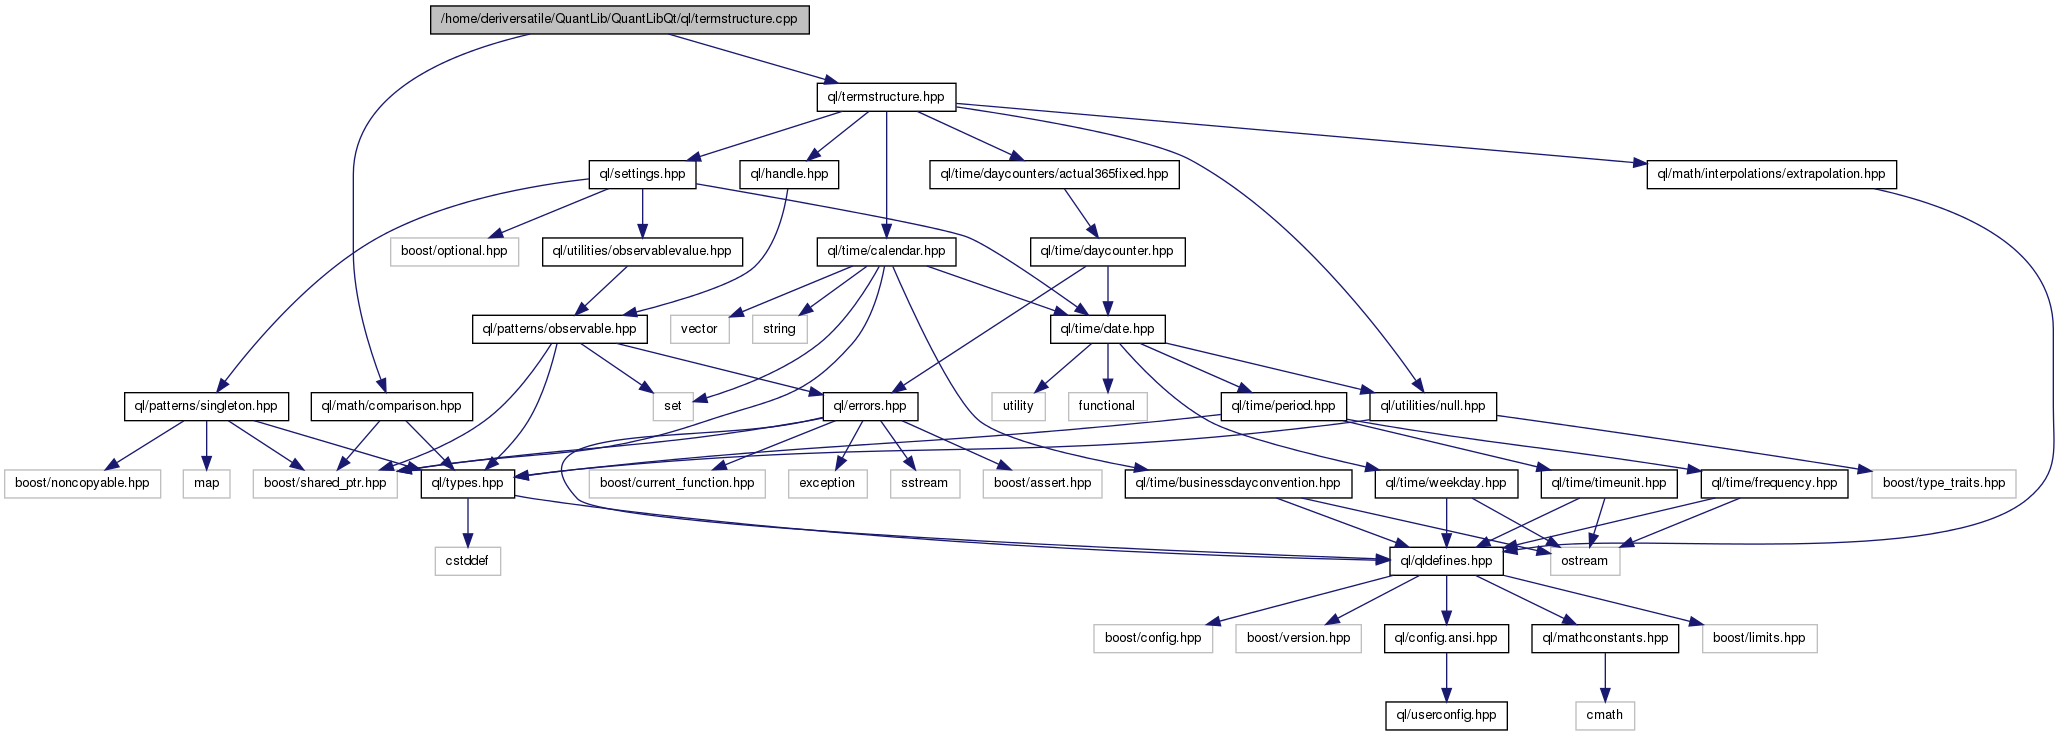 /home/deriversatile/QuantLib/QuantLibQt/ql/termstructure.cpp
ql/termstructure.hpp
ql/settings.hpp
ql/handle.hpp
ql/time/daycounters/actual365fixed.hpp
ql/math/interpolations/extrapolation.hpp
boost/optional.hpp
ql/utilities/observablevalue.hpp
ql/time/calendar.hpp
ql/time/daycounter.hpp
ql/patterns/observable.hpp
vector
string
ql/time/date.hpp
ql/patterns/singleton.hpp
ql/math/comparison.hpp
set
ql/errors.hpp
utility
functional
ql/time/period.hpp
ql/utilities/null.hpp
boost/noncopyable.hpp
map
boost/shared_ptr.hpp
ql/types.hpp
boost/current_function.hpp
exception
sstream
boost/assert.hpp
ql/time/businessdayconvention.hpp
ql/time/weekday.hpp
ql/time/timeunit.hpp
ql/time/frequency.hpp
boost/type_traits.hpp
cstddef
ql/qldefines.hpp
ostream
boost/config.hpp
boost/version.hpp
ql/config.ansi.hpp
ql/mathconstants.hpp
boost/limits.hpp
ql/userconfig.hpp
cmath